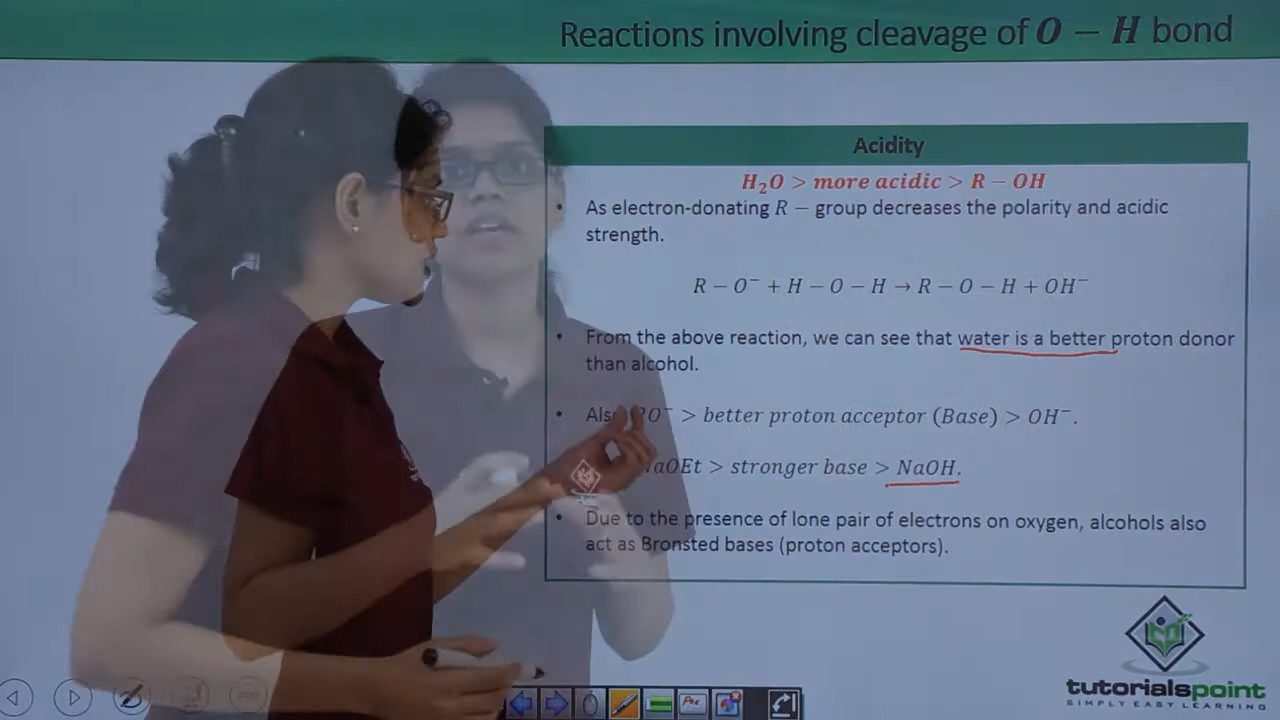 Reactions involving cleavage of O − H bond
Acidity
H₂O > more acidic > R − OH
• As electron-donating R − group decreases the polarity and acidic
strength.
R − O⁻ + H − O − H → R − O − H + OH⁻
• From the above reaction, we can see that water is a better proton donor
than alcohol.
• Also RO⁻ > better proton acceptor (Base) > OH⁻.
NaOEt > stronger base > NaOH.
• Due to the presence of lone pair of electrons on oxygen, alcohols also
act as Bronsted bases (proton acceptors).
tutorialspoint
SIMPLY EASY LEARNING